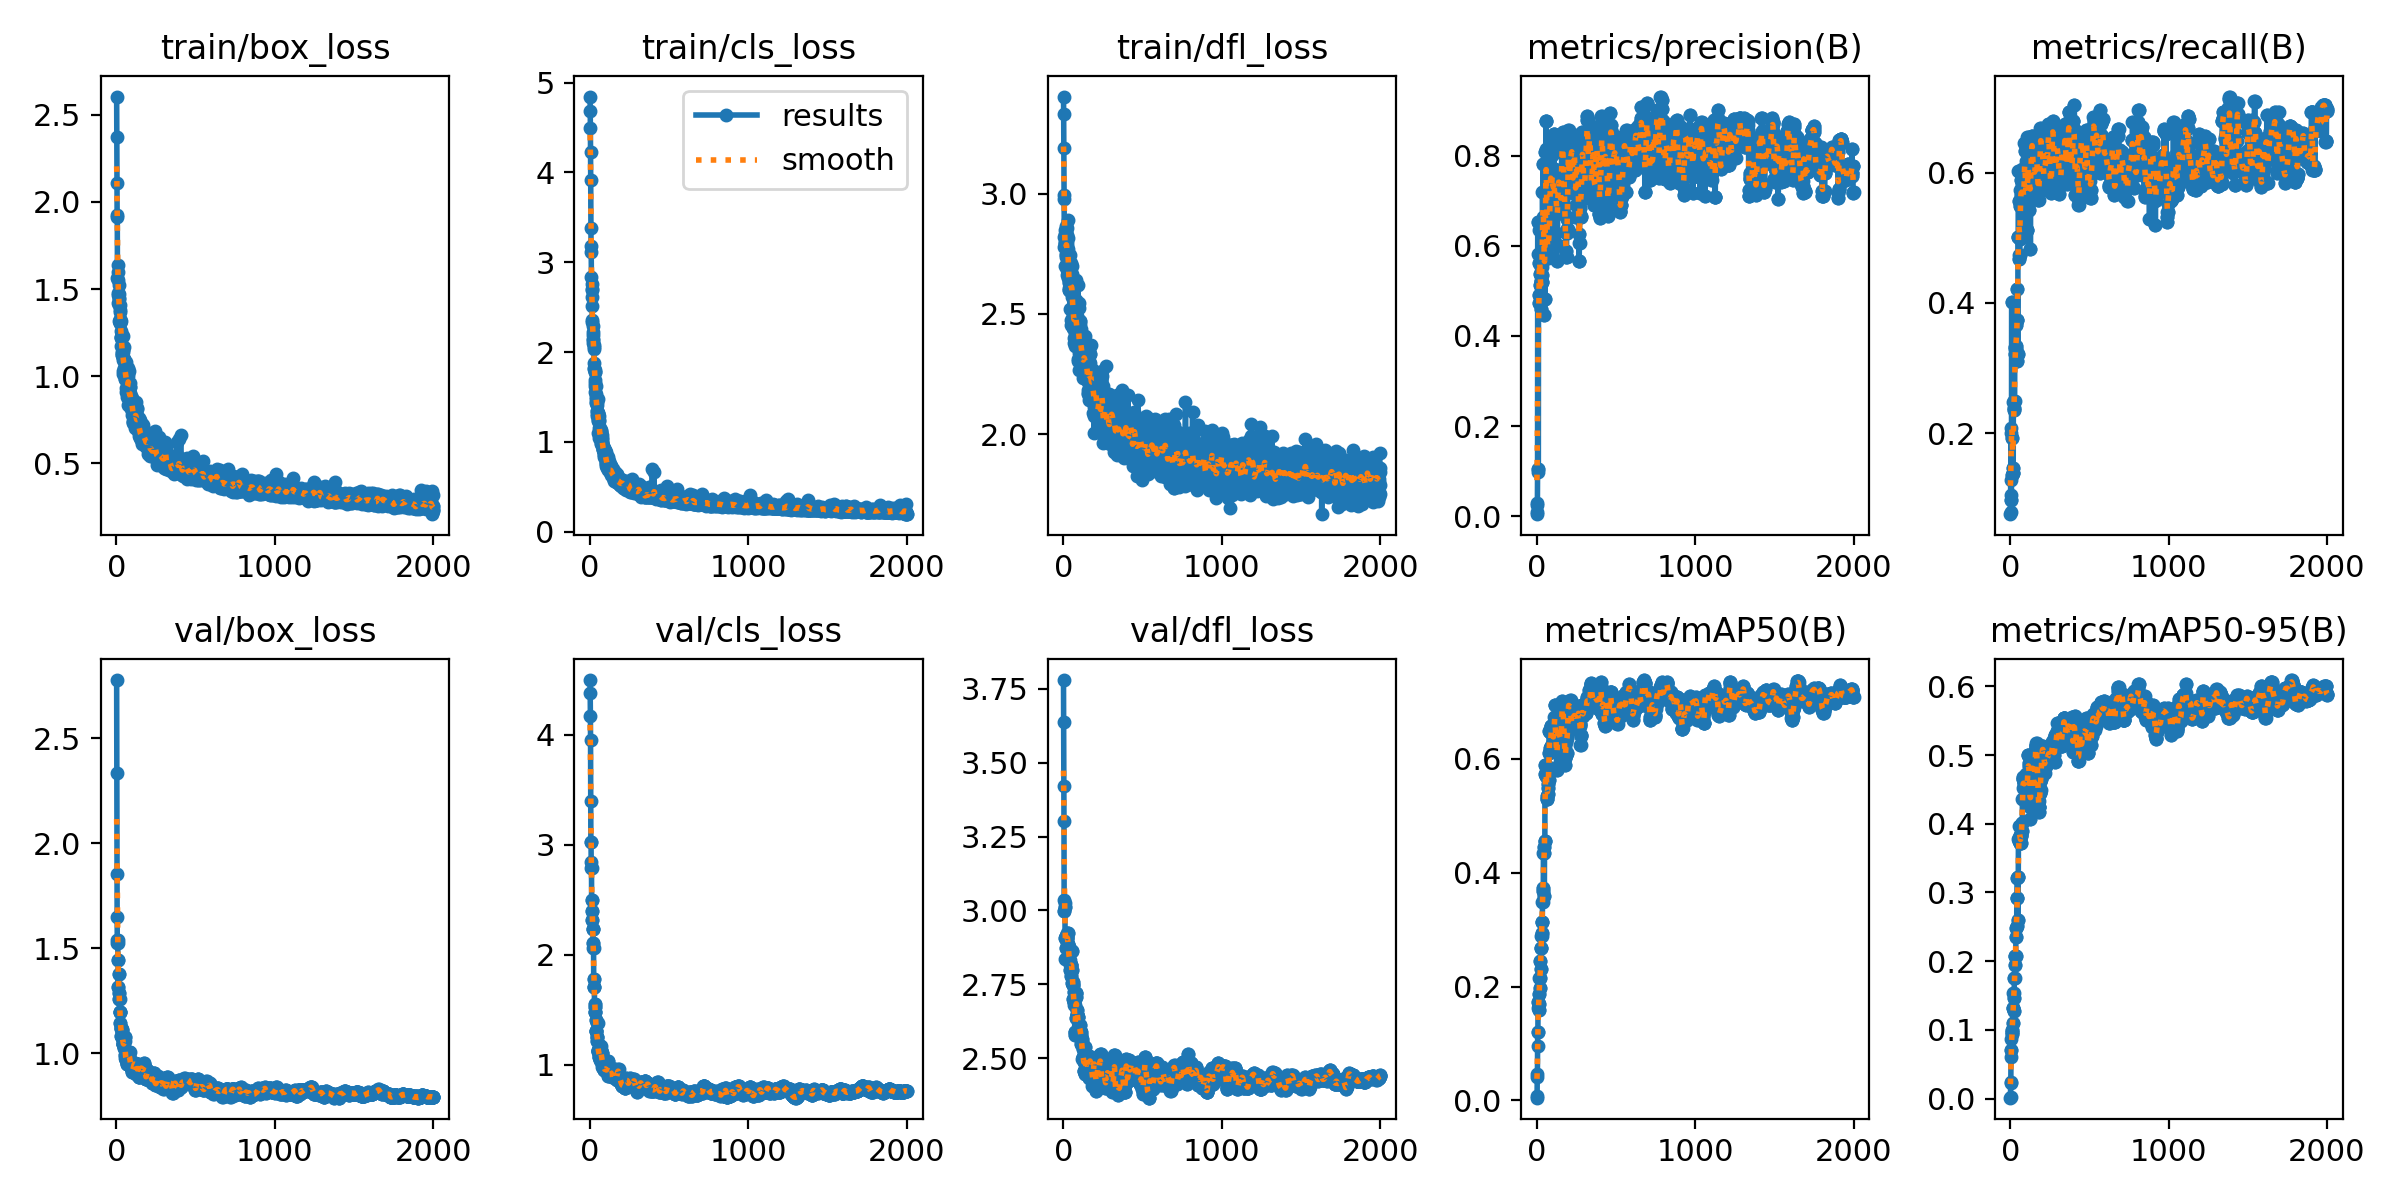 train/box_loss
2.5
2.0
1.5
1.0
0.5
0 1000 2000
train/cls_loss
results
smooth
5
4
3
2
1
0
0 1000 2000
train/dfl_loss
3.0
2.5
2.0
0 1000 2000
metrics/precision(B)
0.8
0.6
0.4
0.2
0.0
0 1000 2000
metrics/recall(B)
0.6
0.4
0.2
0 1000 2000
val/box_loss
2.5
2.0
1.5
1.0
0 1000 2000
val/cls_loss
4
3
2
1
0 1000 2000
val/dfl_loss
3.75
3.50
3.25
3.00
2.75
2.50
0 1000 2000
metrics/mAP50(B)
0.6
0.4
0.2
0.0
0 1000 2000
metrics/mAP50-95(B)
0.6
0.5
0.4
0.3
0.2
0.1
0.0
0 1000 2000